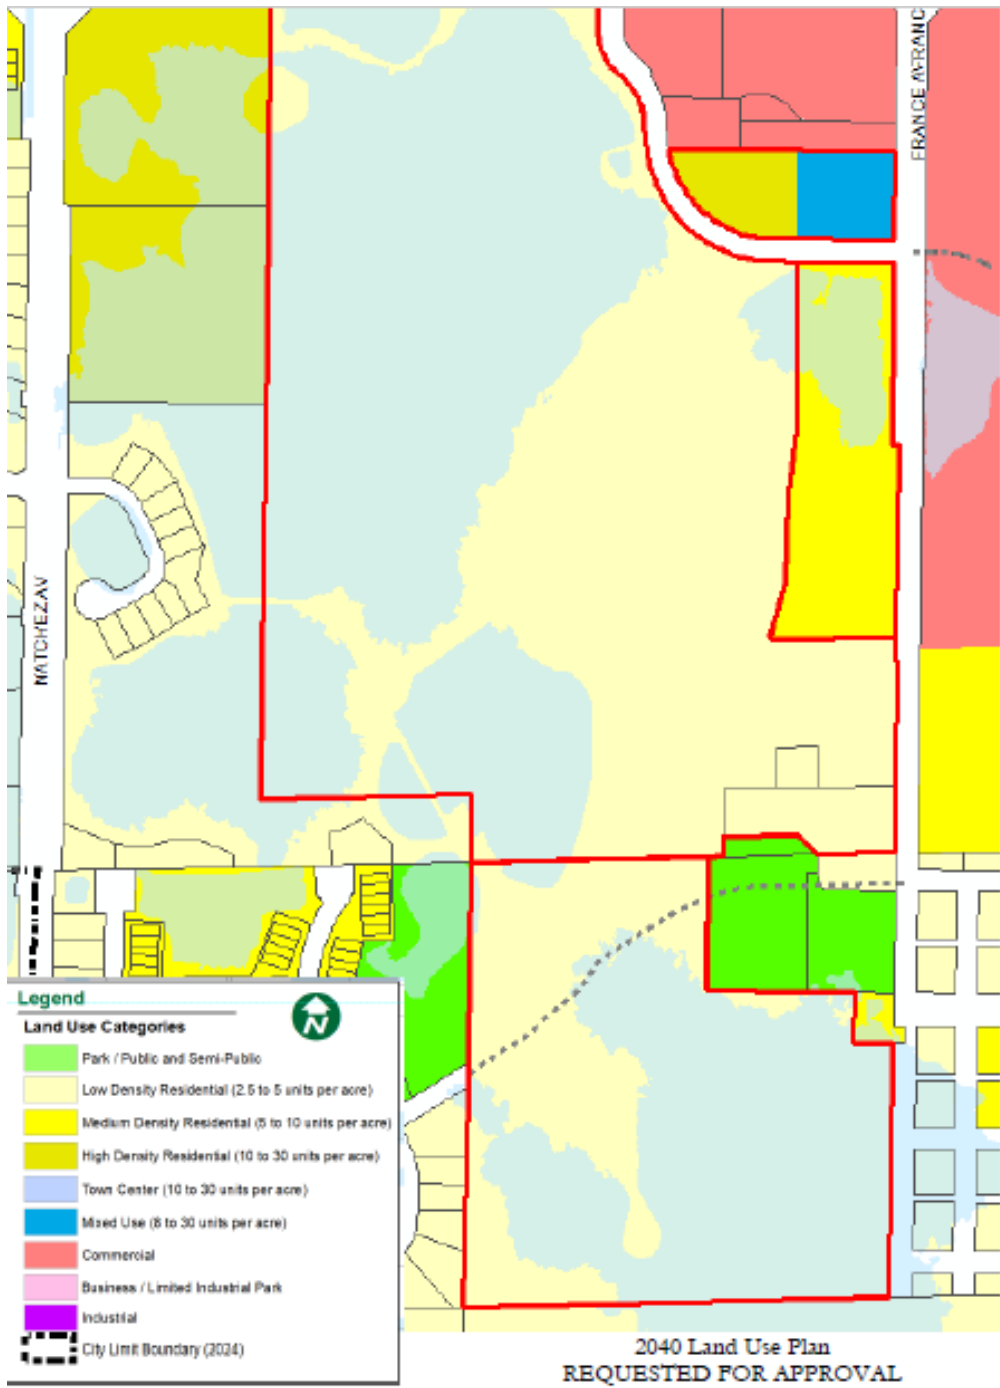 FRANCE AV
FRANC
NATCHEZ AV
Legend
N
Land Use Categories
Park / Public and Semi-Public
Low Density Residential (2.5 to 5 units per acre)
Medium Density Residential (5 to 10 units per acre)
High Density Residential (10 to 30 units per acre)
Town Center (10 to 30 units per acre)
Mixed Use (8 to 30 units per acre)
Commercial
Business / Limited Industrial Park
Industrial
City Limit Boundary (2024)
2040 Land Use Plan
REQUESTED FOR APPROVAL